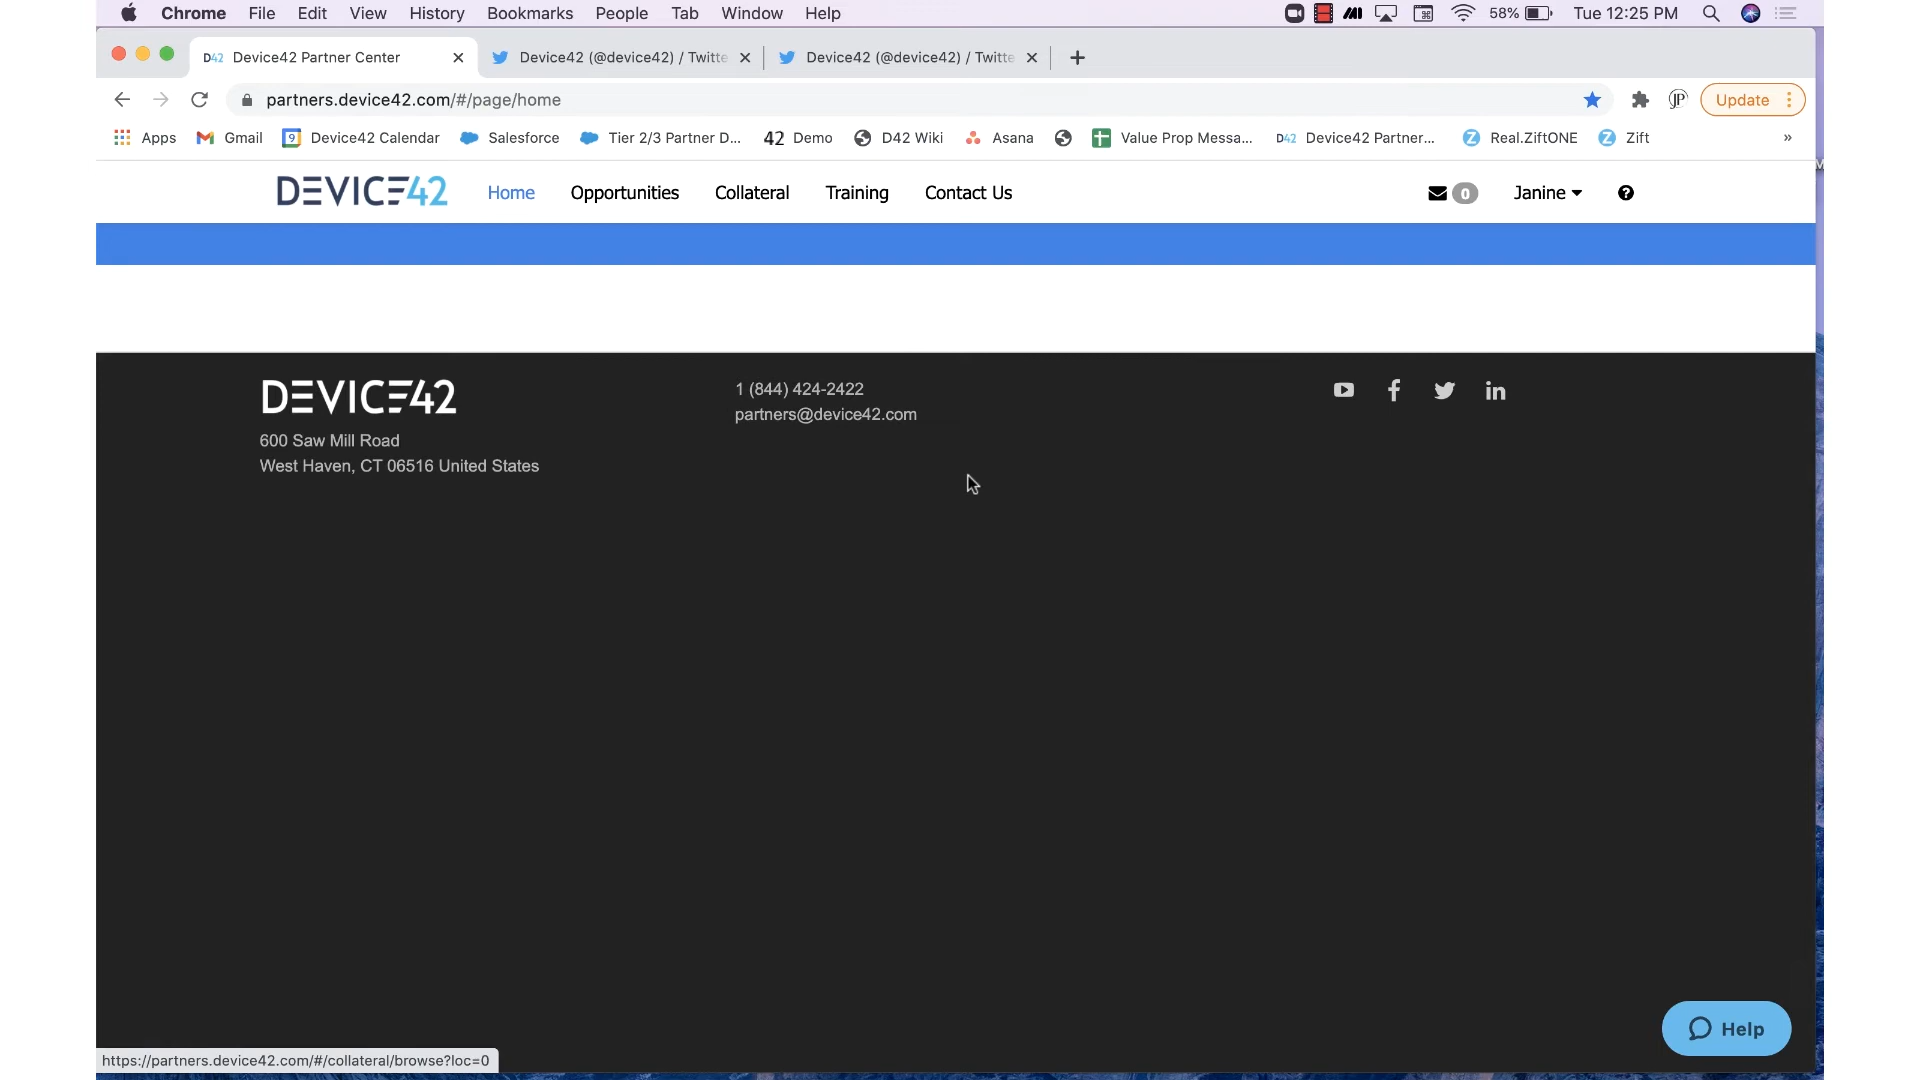 Chrome File Edit View History Bookmarks People Tab Window Help 58% Tue 12:25 PM
D42 Device42 Partner Center Device42 (@device42) / Twitte Device42 (@device42) / Twitte
partners.device42.com/#/page/home JP Update
Apps Gmail 9 Device42 Calendar Salesforce Tier 2/3 Partner D... 42 Demo D42 Wiki Asana Value Prop Messa... D42 Device42 Partner... Z Real.ZiftONE Z Zift »
DEVICE42 Home Opportunities Collateral Training Contact Us 0 Janine ?
DEVICE42
600 Saw Mill Road
West Haven, CT 06516 United States
1 (844) 424-2422
partners@device42.com
Help
https://partners.device42.com/#/collateral/browse?loc=0